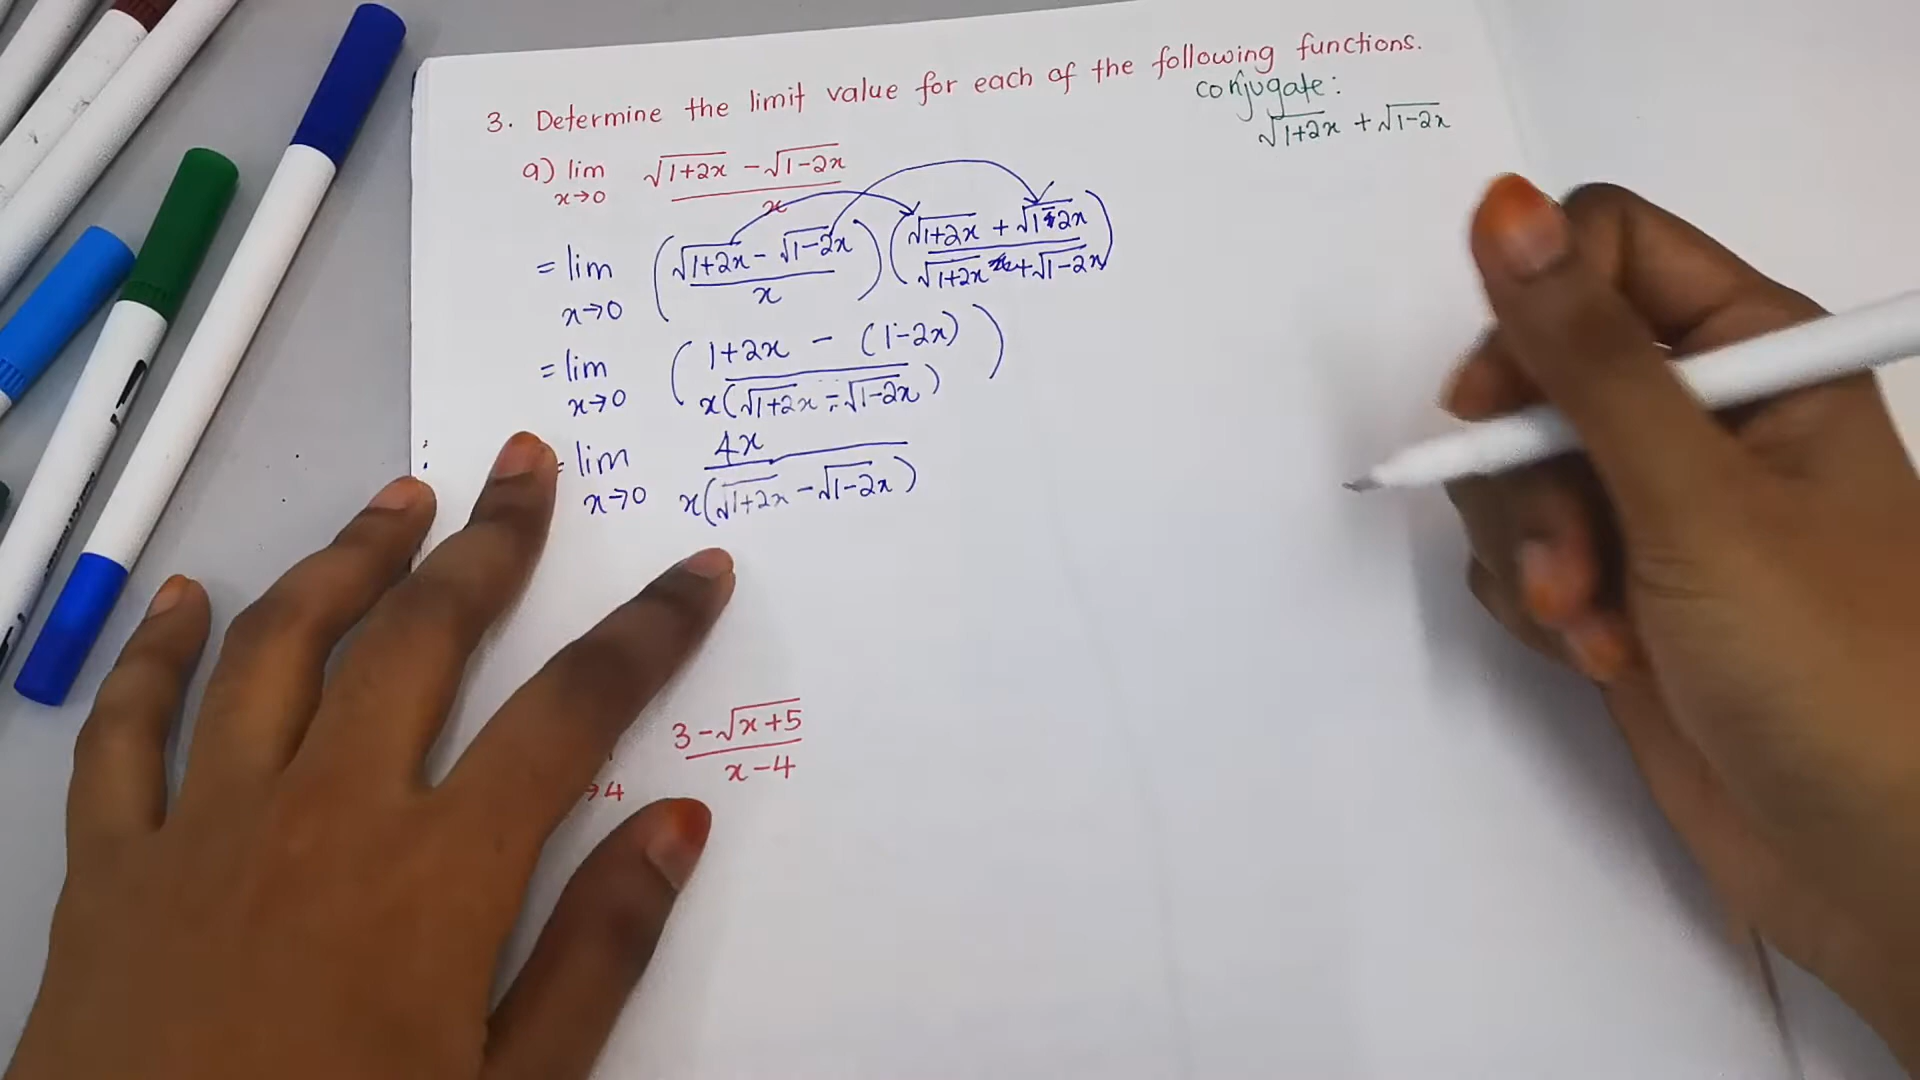 3. Determine the limit value for each of the following functions.
conjugate:
√1+2x + √1-2x
a) lim x→0 √1+2x - √1-2x / x
= lim x→0 ( √1+2x - √1-2x / x ) ( √1+2x + √1-2x / √1+2x + √1-2x )
= lim x→0 ( 1+2x - (1-2x) / x(√1+2x - √1-2x) )
= lim x→0 4x / x(√1+2x - √1-2x)
→4 3-√x+5 / x-4